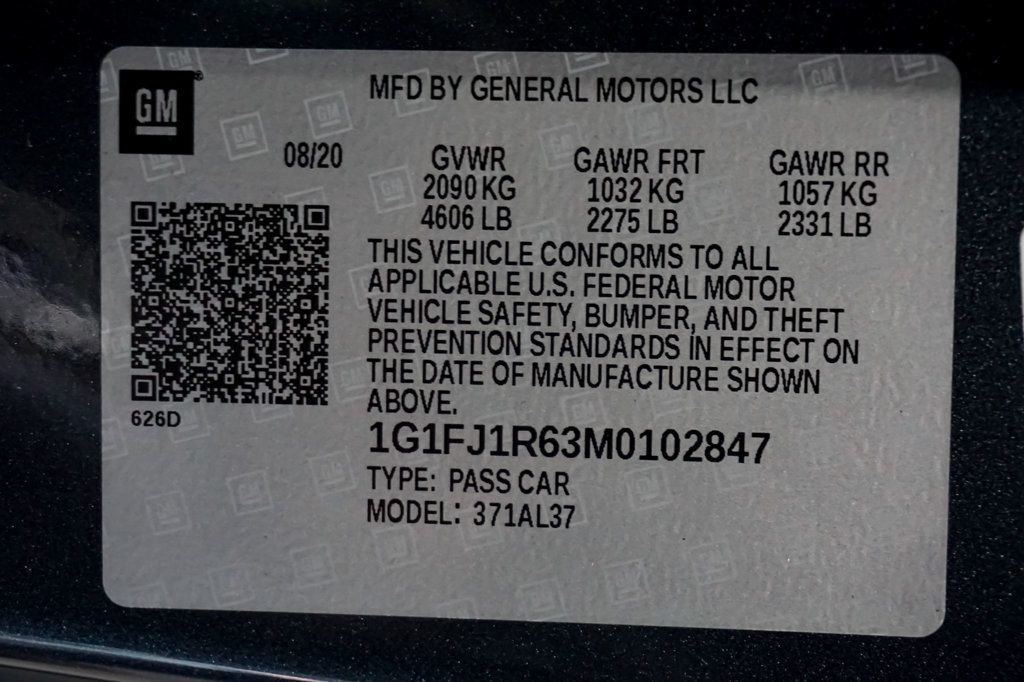 GM
MFD BY GENERAL MOTORS LLC
08/20
GVWR GAWR FRT GAWR RR
2090 KG 1032 KG 1057 KG
4606 LB 2275 LB 2331 LB
THIS VEHICLE CONFORMS TO ALL
APPLICABLE U.S. FEDERAL MOTOR
VEHICLE SAFETY, BUMPER, AND THEFT
PREVENTION STANDARDS IN EFFECT ON
THE DATE OF MANUFACTURE SHOWN
ABOVE.
626D
1G1FJ1R63M0102847
TYPE: PASS CAR
MODEL: 371AL37